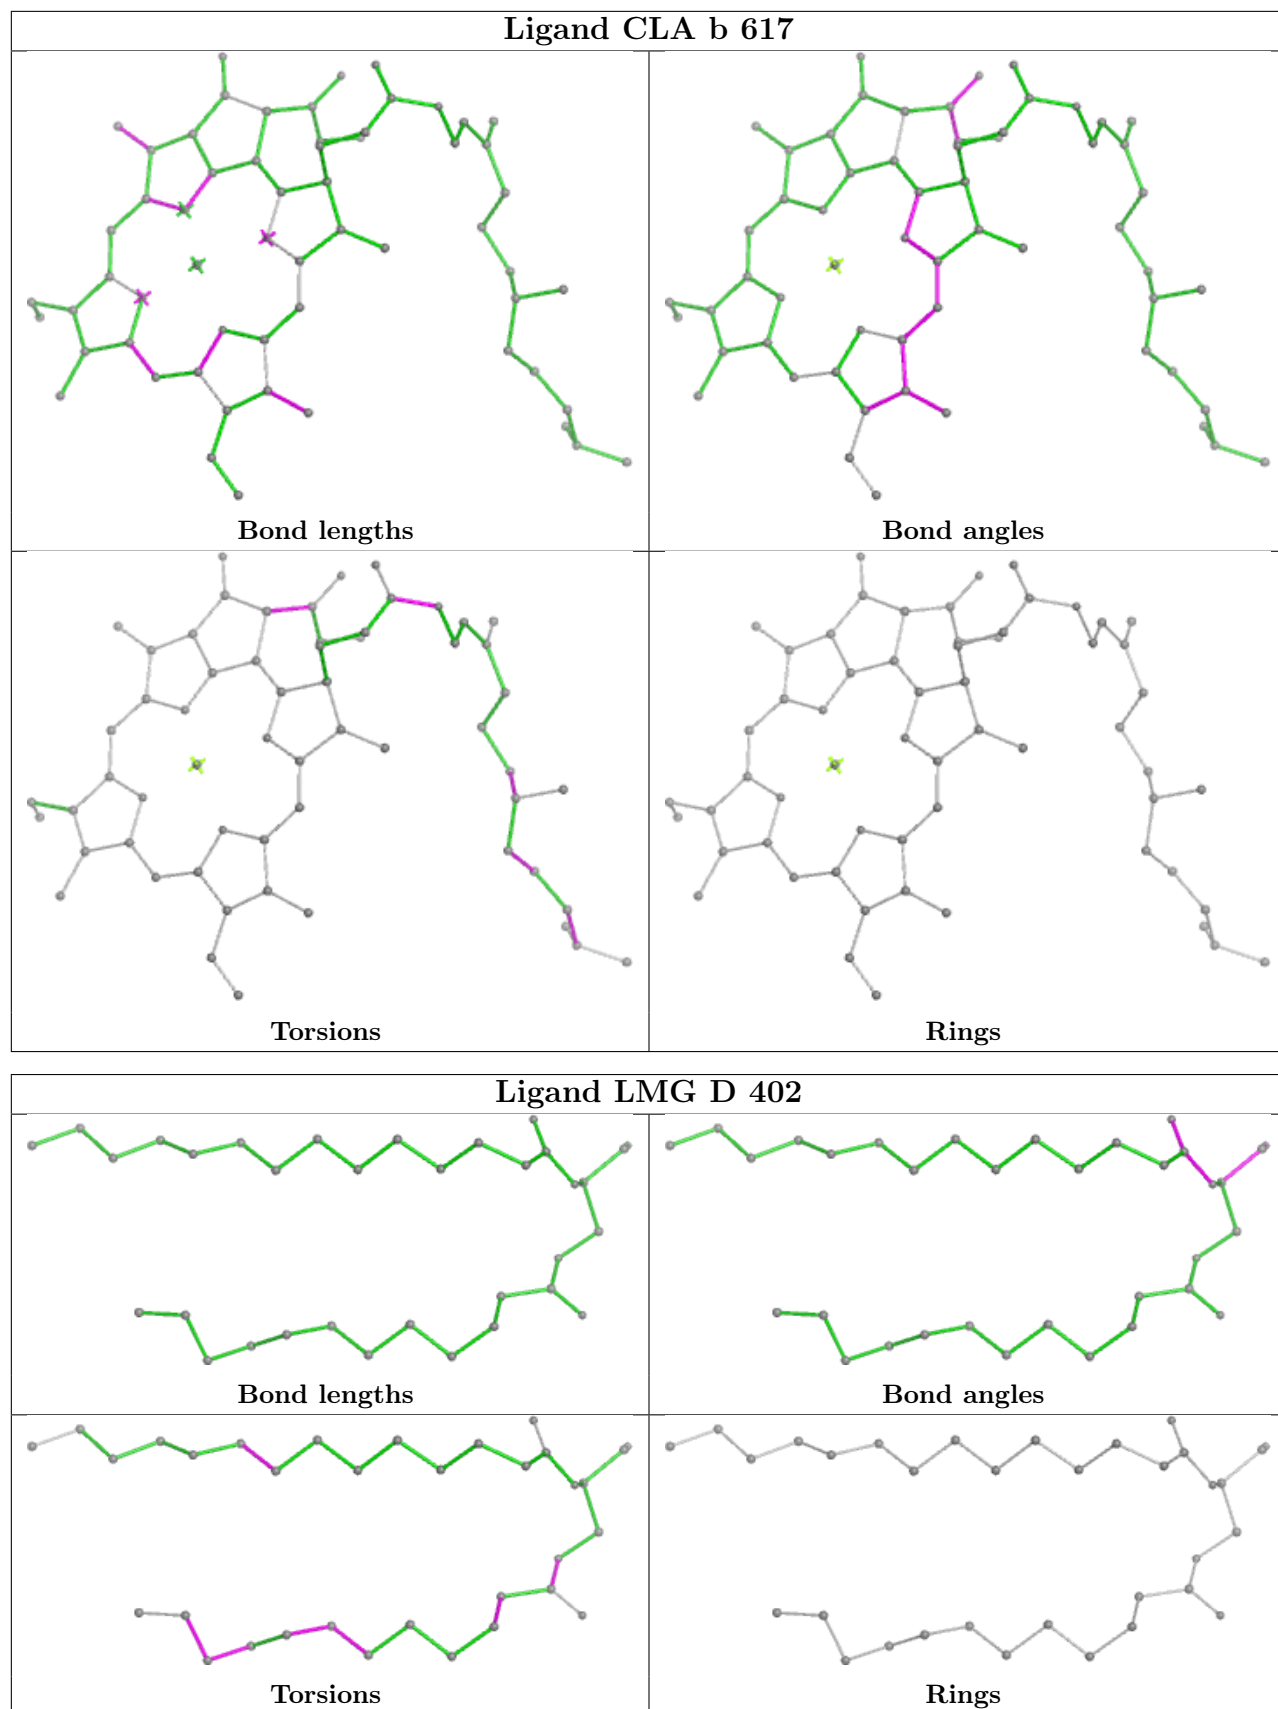 Ligand CLA b 617
Bond lengths
Bond angles
Torsions
Rings
Ligand LMG D 402
Bond lengths
Bond angles
Torsions
Rings